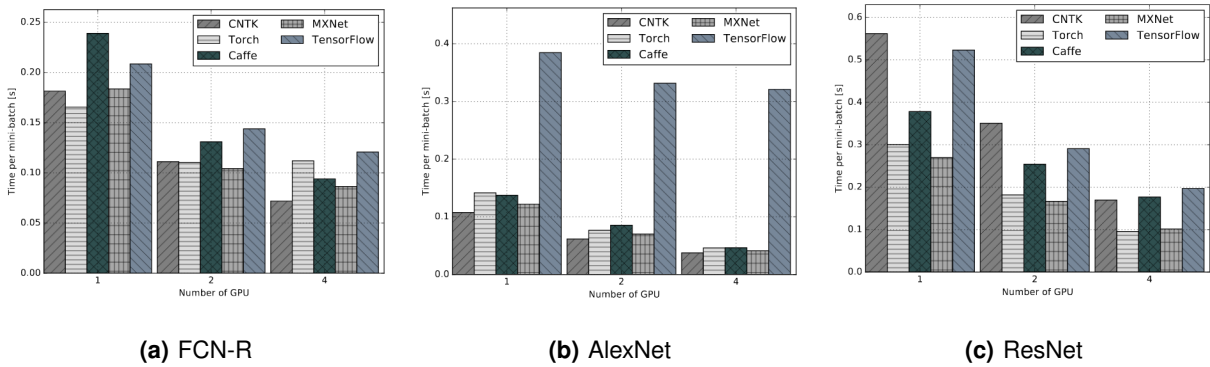 0.25
0.20
0.15
0.10
0.05
0.00
Time per mini-batch [s]
CNTK
Torch
Caffe
MXNet
TensorFlow
1
2
4
Number of GPU
(a) FCN-R
0.4
0.3
0.2
0.1
0.0
Time per mini-batch [s]
CNTK
Torch
Caffe
MXNet
TensorFlow
1
2
4
Number of GPU
(b) AlexNet
0.6
0.5
0.4
0.3
0.2
0.1
0.0
Time per mini-batch [s]
CNTK
Torch
Caffe
MXNet
TensorFlow
1
2
4
Number of GPU
(c) ResNet